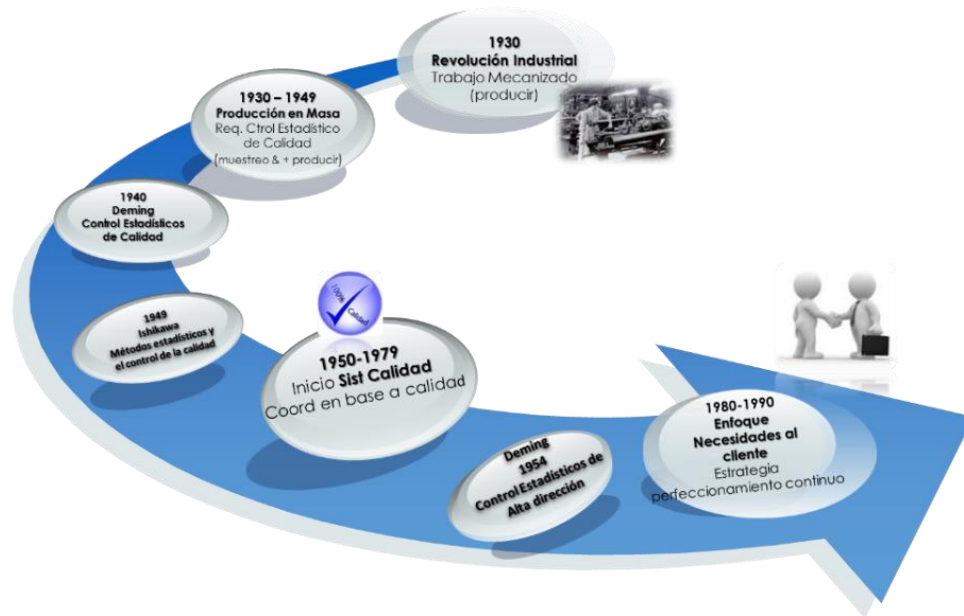 1930
Revolución Industrial
Trabajo Mecanizado
(producir)
1930 – 1949
Producción en Masa
Req. Ctrol Estadístico
de Calidad
(muestreo & + producir)
1940
Deming
Control Estadísticos
de Calidad
1949
Ishikawa
Métodos estadísticos y
el control de la calidad
100%
Calidad
1950-1979
Inicio Sist Calidad
Coord en base a calidad
Deming
1954
Control Estadísticos de
Alta dirección
1980-1990
Enfoque
Necesidades al
cliente
Estrategia
perfeccionamiento continuo